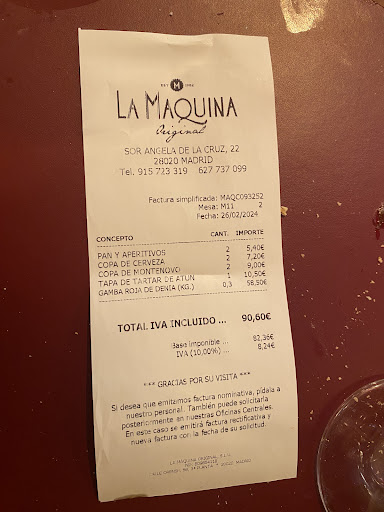 EST. M 1982
LA MAQUINA
Original
SOR ANGELA DE LA CRUZ, 22
28020 MADRID
Tel. 915 723 319 627 737 099
Factura simplificada: MAQC093252
Mesa: M11 2
Fecha: 26/02/2024
CONCEPTO CANT. IMPORTE
PAN Y APERITIVOS 2 5,40€
COPA DE CERVEZA 2 7,20€
COPA DE MONTENOVO 2 9,00€
TAPA DE TARTAR DE ATUN 1 10,50€
GAMBA ROJA DE DENIA (KG.) 0,3 58,50€
TOTAL IVA INCLUIDO ... 90,60€
Base Imponible ... 82,36€
IVA (10,00%) ... 8,24€
*** GRACIAS POR SU VISITA ***
Si desea que emitamos factura nominativa, pídala a
nuestro personal. También puede solicitarla
posteriormente en nuestras Oficinas Centrales.
En este caso se emitirá factura rectificativa y
nueva factura con la fecha de su solicitud.
LA MAQUINA ORIGINAL, S.L.U.
MADRID